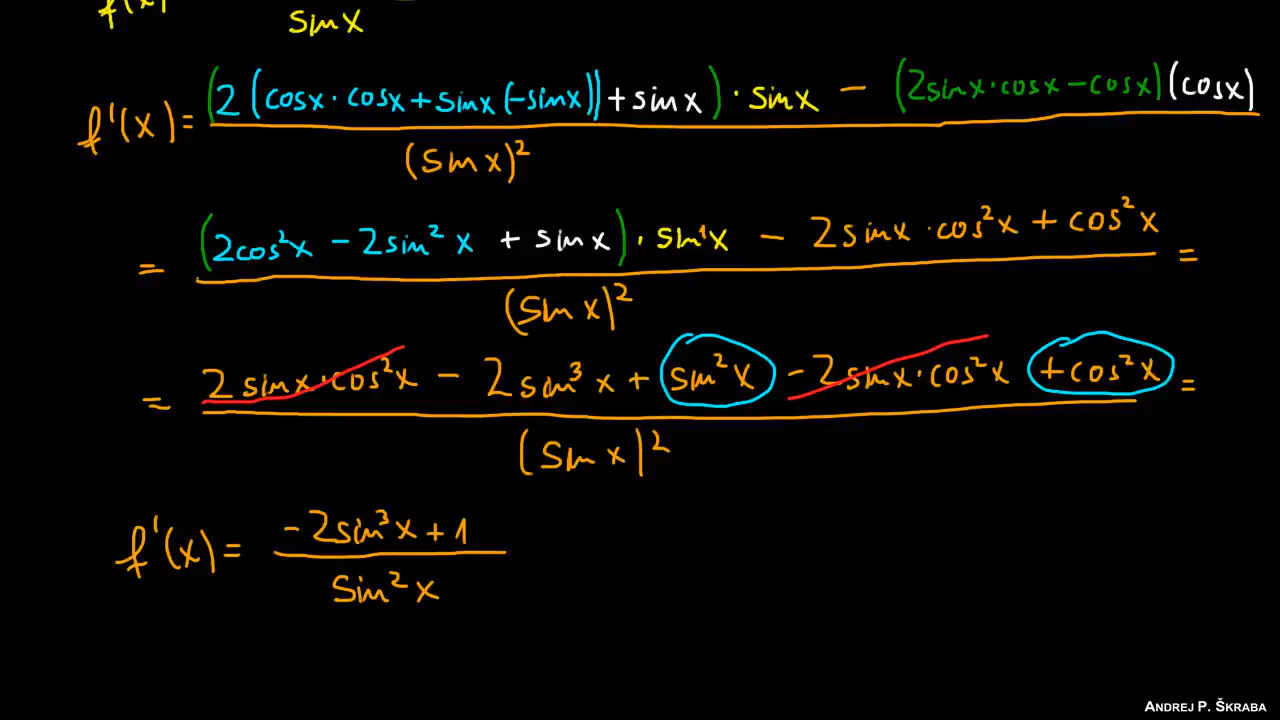 f(x)
sinx
f'(x) = (2(cosx·cosx+sinx(-sinx))+sinx)·sinx - (2sinx·cosx-cosx)(cosx)
(sinx)²
= (2cos²x - 2sin²x + sinx)·sin¹x - 2sinx·cos²x + cos²x =
(sinx)²
= 2sinx·cos²x - 2sin³x + sin²x - 2sinx·cos²x + cos²x =
(sinx)²
f'(x) = -2sin³x + 1
sin²x
ANDREJ P. ŠKRABA